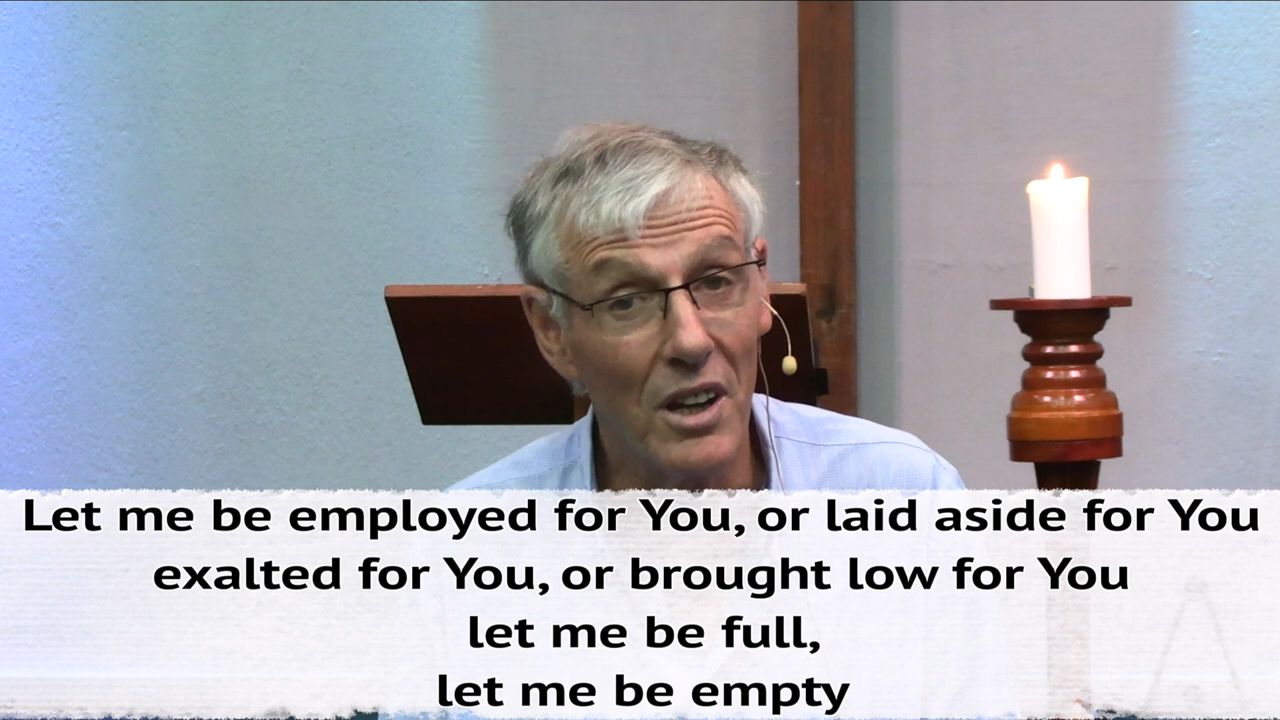 Let me be employed for You, or laid aside for You
exalted for You, or brought low for You
let me be full,
let me be empty